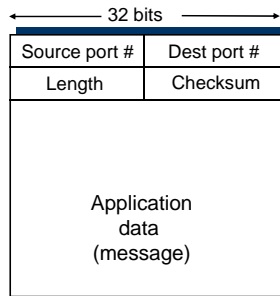 32 bits
Source port #
Dest port #
Length
Checksum
Application
data
(message)